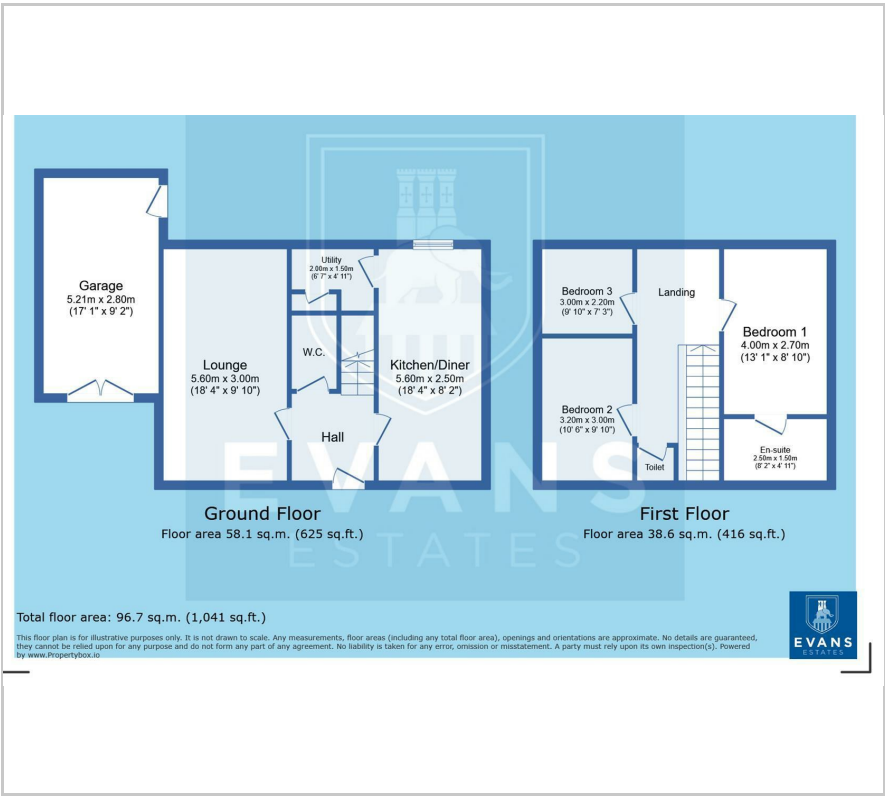 Garage
5.21m x 2.80m
(17' 1" x 9' 2")
Utility
2.00m x 1.50m
(6' 7" x 4' 11")
W.C.
Lounge
5.60m x 3.00m
(18' 4" x 9' 10")
Kitchen/Diner
5.60m x 2.50m
(18' 4" x 8' 2")
Hall
Bedroom 3
3.00m x 2.20m
(9' 10" x 7' 3")
Landing
Bedroom 1
4.00m x 2.70m
(13' 1" x 8' 10")
Bedroom 2
3.20m x 3.00m
(10' 6" x 9' 10")
En-suite
2.50m x 1.50m
(8' 2" x 4' 11")
Toilet
EVANS
ESTATES
Ground Floor
Floor area 58.1 sq.m. (625 sq.ft.)
First Floor
Floor area 38.6 sq.m. (416 sq.ft.)
Total floor area: 96.7 sq.m. (1,041 sq.ft.)
This floor plan is for illustrative purposes only. It is not drawn to scale. Any measurements, floor areas (including any total floor area), openings and orientations are approximate. No details are guaranteed,
they cannot be relied upon for any purpose and do not form any part of any agreement. No liability is taken for any error, omission or misstatement. A party must rely upon its own inspection(s). Powered
by www.Propertybox.io
EVANS
ESTATES